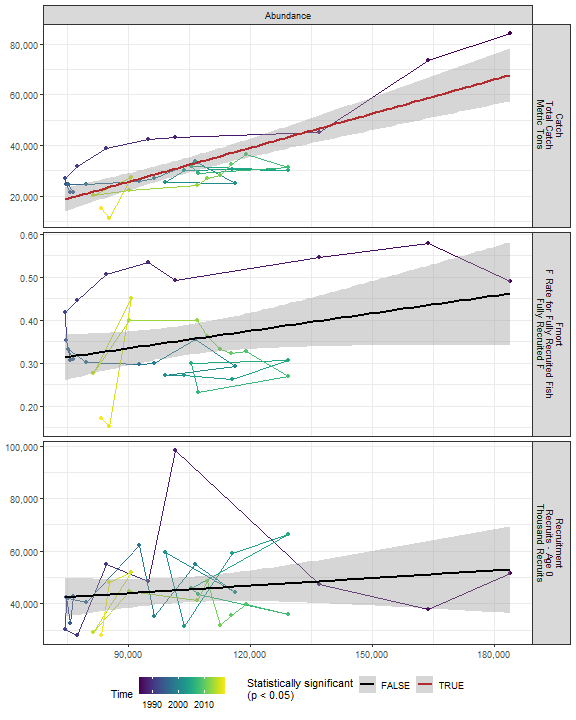 Abundance
80,000
60,000
40,000
20,000
Catch
Total Catch
Metric Tons
0.60
0.50
0.40
0.30
0.20
Fmort
F Rate for Fully Recruited Fish
Fully Recruited F
100,000
80,000
60,000
40,000
Recruitment
Recruits - Age 0
Thousand Recruits
90,000 120,000 150,000 180,000
Time
1990 2000 2010
Statistically significant
(p < 0.05)
FALSE TRUE